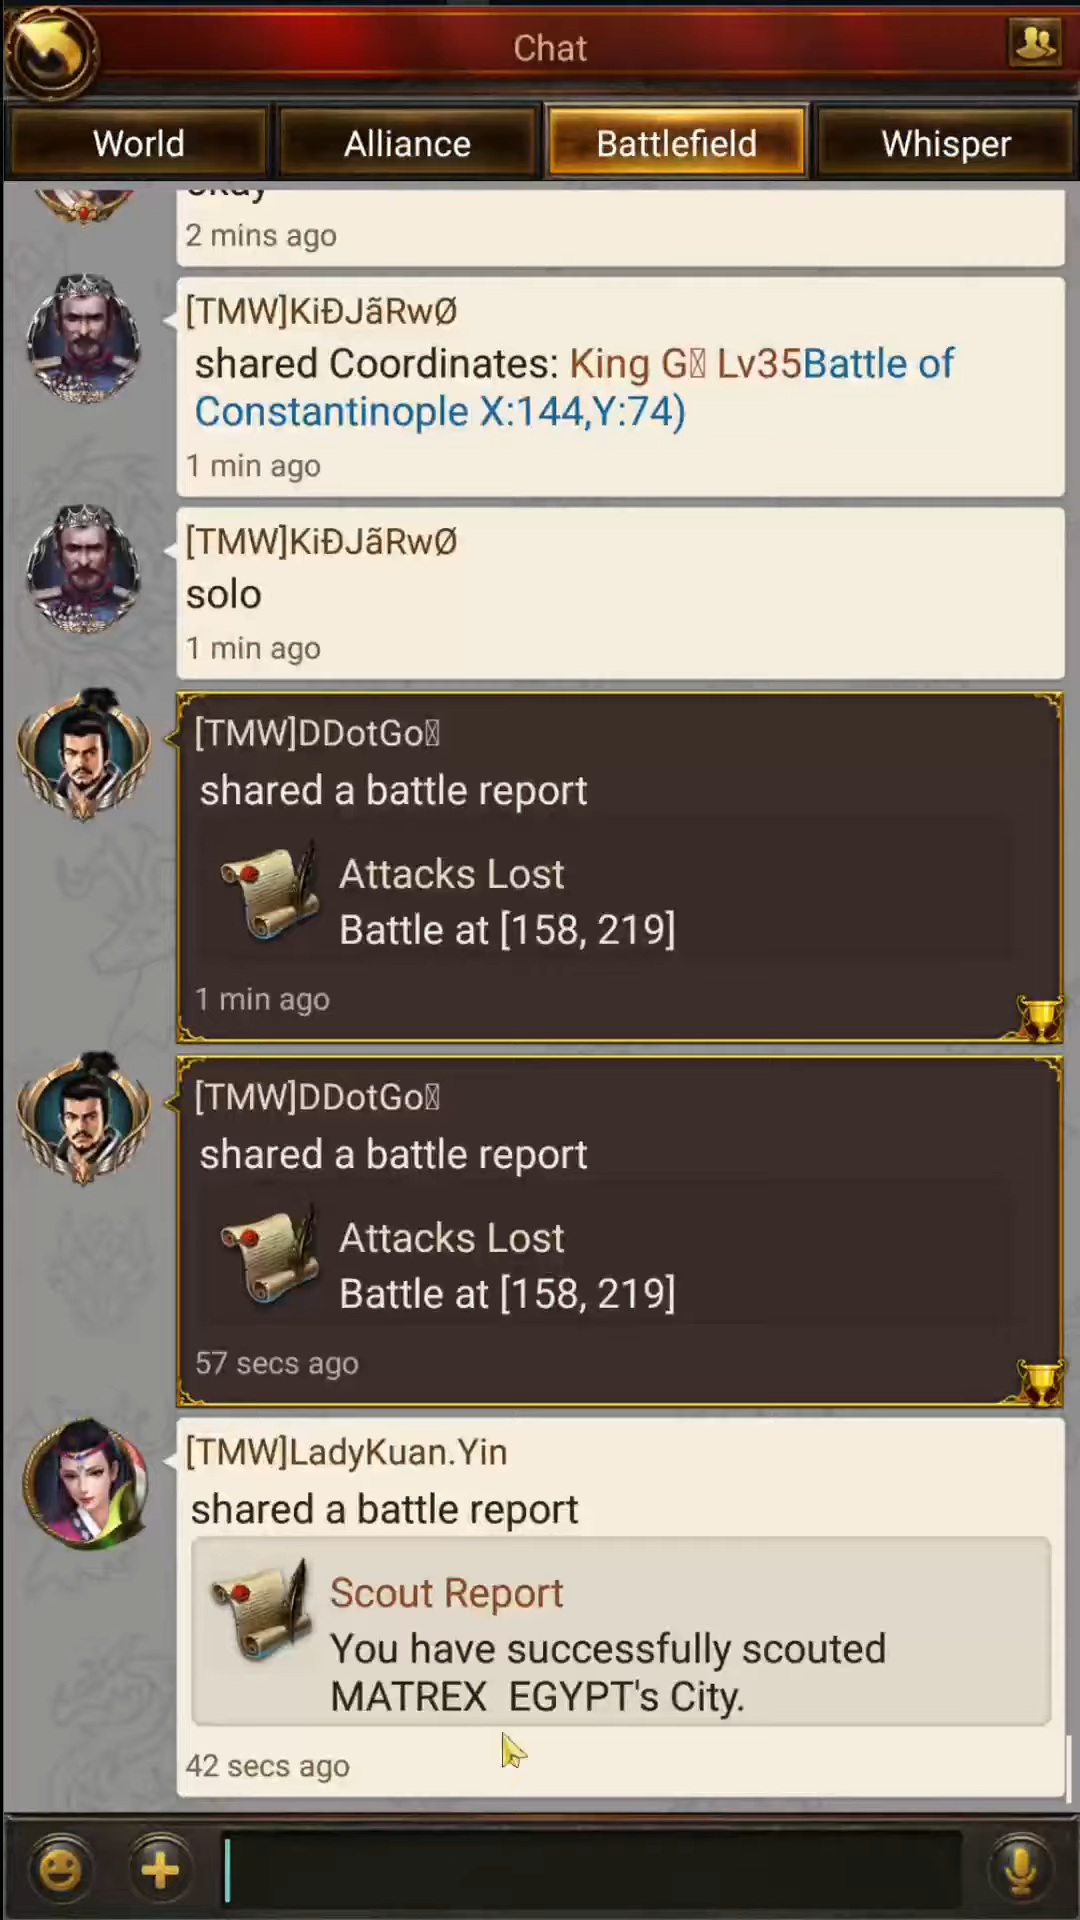 Chat
World
Alliance
Battlefield
Whisper
okay
2 mins ago
[TMW]KiÐJãRwØ
shared Coordinates: King G Lv35Battle of
Constantinople X:144,Y:74)
1 min ago
[TMW]KiÐJãRwØ
solo
1 min ago
[TMW]DDotGo
shared a battle report
Attacks Lost
Battle at [158, 219]
1 min ago
[TMW]DDotGo
shared a battle report
Attacks Lost
Battle at [158, 219]
57 secs ago
[TMW]LadyKuan.Yin
shared a battle report
Scout Report
You have successfully scouted
MATREX  EGYPT's City.
42 secs ago